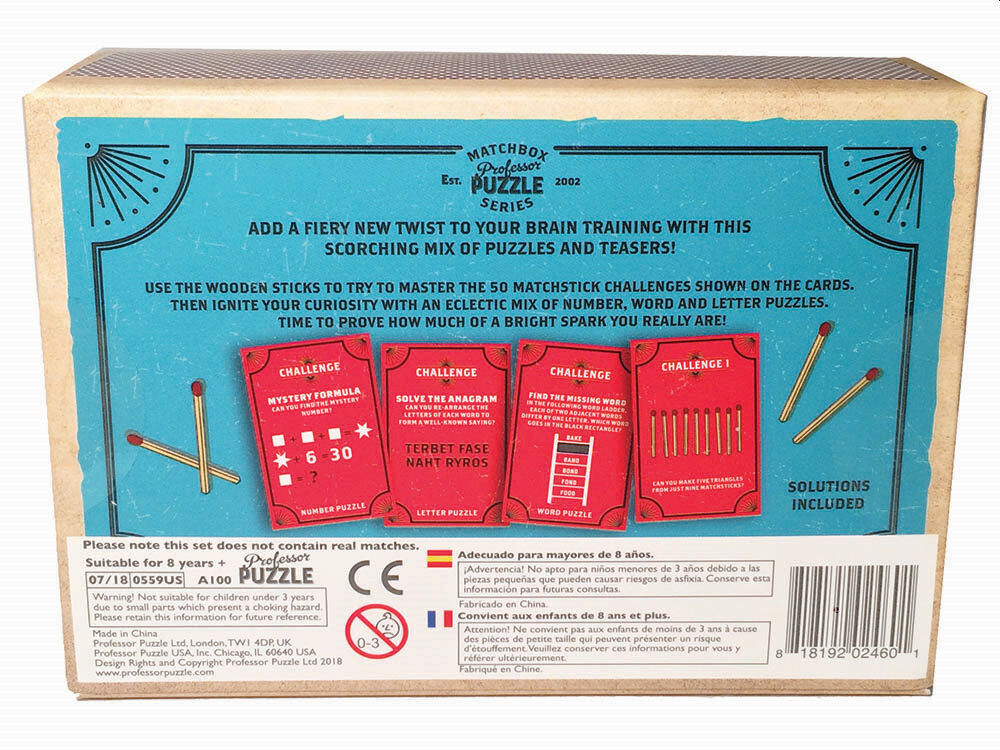 MATCHBOX
Professor
EST. PUZZLE 2002
SERIES
ADD A FIERY NEW TWIST TO YOUR BRAIN TRAINING WITH THIS
SCORCHING MIX OF PUZZLES AND TEASERS!
USE THE WOODEN STICKS TO TRY TO MASTER THE 50 MATCHSTICK CHALLENGES SHOWN ON THE CARDS.
THEN IGNITE YOUR CURIOSITY WITH AN ECLECTIC MIX OF NUMBER, WORD AND LETTER PUZZLES.
TIME TO PROVE HOW MUCH OF A BRIGHT SPARK YOU REALLY ARE!
CHALLENGE
MYSTERY FORMULA
CAN YOU FIND THE MYSTERY
NUMBER?
+ + =
+ 6 = 30
= ?
NUMBER PUZZLE
CHALLENGE
SOLVE THE ANAGRAM
CAN YOU RE-ARRANGE THE
LETTERS OF EACH WORD TO
FORM A WELL-KNOWN SAYING?
TERBET FASE
NAHT RYROS
LETTER PUZZLE
CHALLENGE
FIND THE MISSING WORD
IN THE FOLLOWING WORD LADDER,
EACH OF TWO ADJACENT WORDS
DIFFER BY ONE LETTER. WHICH WORD
GOES IN THE BLACK RECTANGLE?
BAKE
BAND
BOND
FOND
FOOD
WORD PUZZLE
CHALLENGE 1
CAN YOU MAKE FIVE TRIANGLES
FROM JUST NINE MATCHSTICKS?
SOLUTIONS
INCLUDED
Please note this set does not contain real matches.
Suitable for 8 years +
07/18 0559US A100
Professor
PUZZLE
CE
Warning! Not suitable for children under 3 years
due to small parts which present a choking hazard.
Please retain this information for future reference.
0-3
Made in China
Professor Puzzle Ltd, London, TW1 4DP, UK
Professor Puzzle USA, Inc. Chicago, IL 60640 USA
Design Rights and Copyright Professor Puzzle Ltd 2018
www.professorpuzzle.com
Adecuado para mayores de 8 años.
¡Advertencia! No apto para niños menores de 3 años debido a las
piezas pequeñas que pueden causar riesgos de asfixia. Conserve esta
información para futuras consultas.
Fabricado en China.
Convient aux enfants de 8 ans et plus.
Attention! Ne convient pas aux enfants de moins de 3 ans à cause
des pièces de petite taille qui peuvent présenter un risque
d'étouffement. Veuillez conserver ces informations pour vous y
référer ultérieurement.
Fabriqué en Chine.
8 18192 02460 1